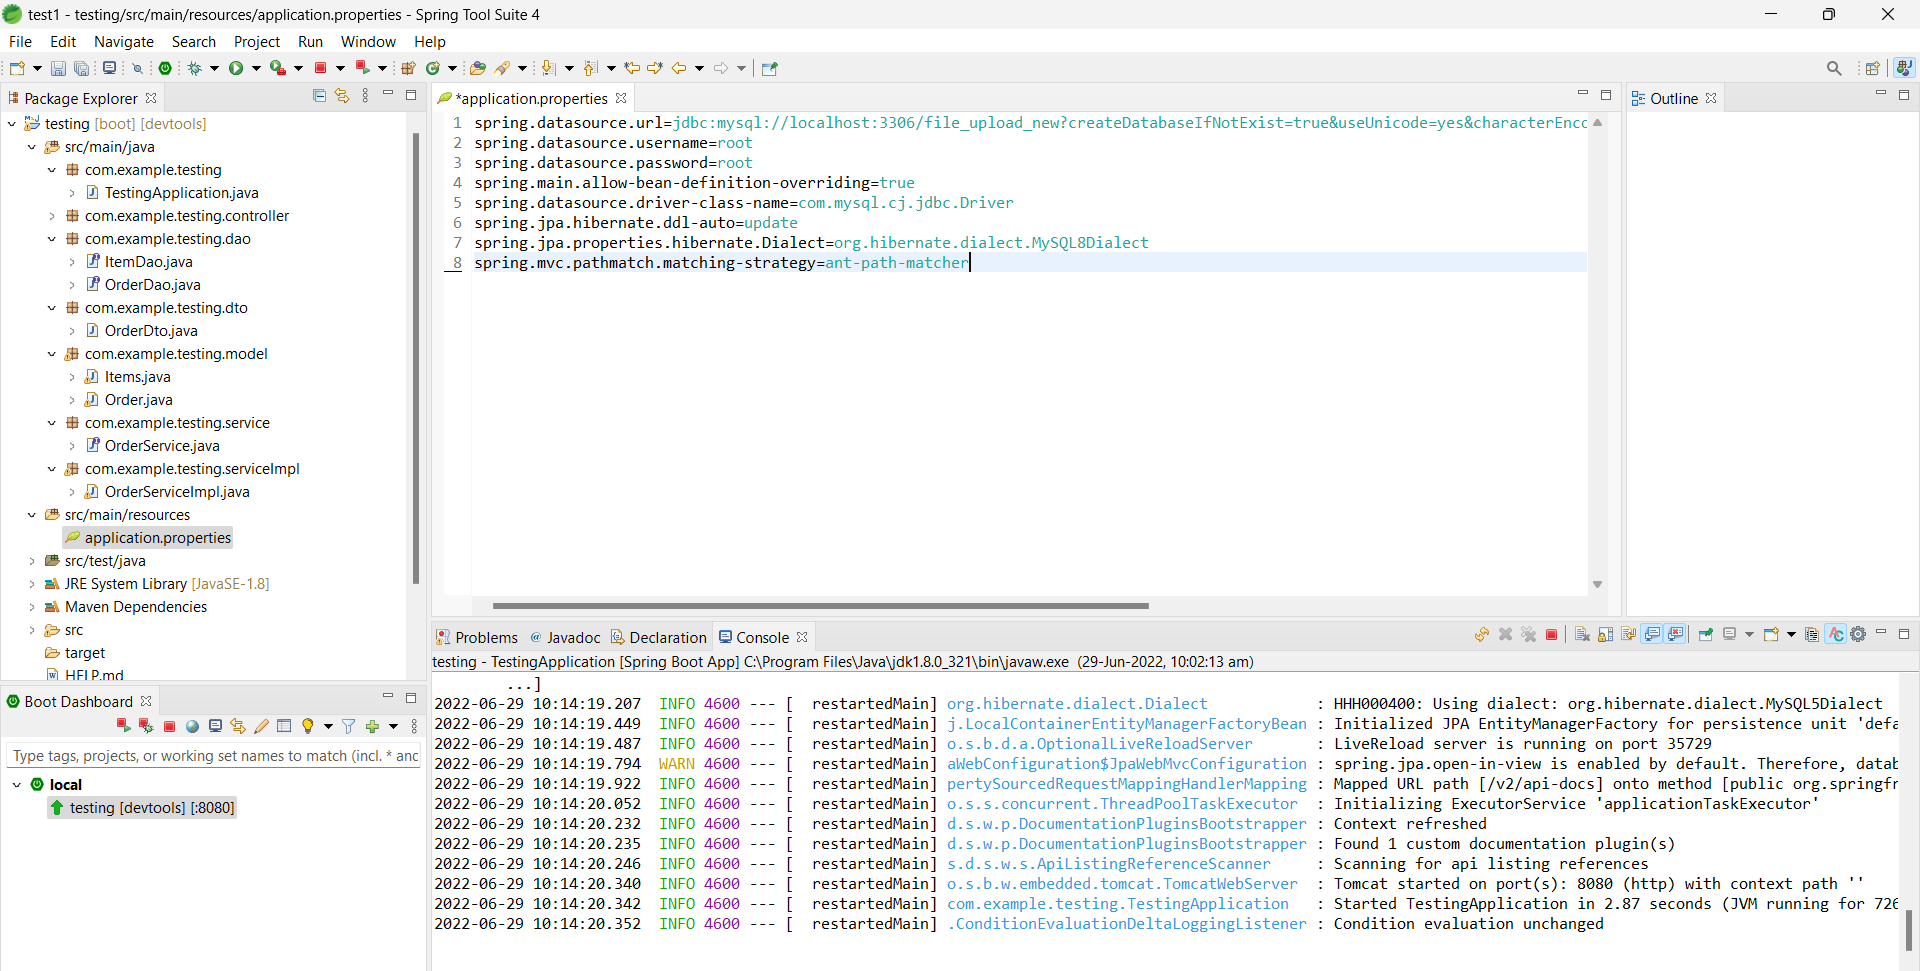 test1 - testing/src/main/resources/application.properties - Spring Tool Suite 4
File Edit Navigate Search Project Run Window Help
Package Explorer
testing [boot] [devtools]
src/main/java
com.example.testing
TestingApplication.java
com.example.testing.controller
com.example.testing.dao
ItemDao.java
OrderDao.java
com.example.testing.dto
OrderDto.java
com.example.testing.model
Items.java
Order.java
com.example.testing.service
OrderService.java
com.example.testing.serviceImpl
OrderServiceImpl.java
src/main/resources
application.properties
src/test/java
JRE System Library [JavaSE-1.8]
Maven Dependencies
src
target
HELP.md
*application.properties
1 spring.datasource.url=jdbc:mysql://localhost:3306/file_upload_new?createDatabaseIfNotExist=true&useUnicode=yes&characterEnco
2 spring.datasource.username=root
3 spring.datasource.password=root
4 spring.main.allow-bean-definition-overriding=true
5 spring.datasource.driver-class-name=com.mysql.cj.jdbc.Driver
6 spring.jpa.hibernate.ddl-auto=update
7 spring.jpa.properties.hibernate.Dialect=org.hibernate.dialect.MySQL8Dialect
8 spring.mvc.pathmatch.matching-strategy=ant-path-matcher
Outline
Boot Dashboard
Type tags, projects, or working set names to match (incl. * and
local
testing [devtools] [:8080]
Problems @ Javadoc Declaration Console
testing - TestingApplication [Spring Boot App] C:\Program Files\Java\jdk1.8.0_321\bin\javaw.exe (29-Jun-2022, 10:02:13 am)
...]
2022-06-29 10:14:19.207 INFO 4600 --- [ restartedMain] org.hibernate.dialect.Dialect : HHH000400: Using dialect: org.hibernate.dialect.MySQL5Dialect
2022-06-29 10:14:19.449 INFO 4600 --- [ restartedMain] j.LocalContainerEntityManagerFactoryBean : Initialized JPA EntityManagerFactory for persistence unit 'defa
2022-06-29 10:14:19.487 INFO 4600 --- [ restartedMain] o.s.b.d.a.OptionalLiveReloadServer : LiveReload server is running on port 35729
2022-06-29 10:14:19.794 WARN 4600 --- [ restartedMain] aWebConfiguration$JpaWebMvcConfiguration : spring.jpa.open-in-view is enabled by default. Therefore, datab
2022-06-29 10:14:19.922 INFO 4600 --- [ restartedMain] pertySourcedRequestMappingHandlerMapping : Mapped URL path [/v2/api-docs] onto method [public org.springfr
2022-06-29 10:14:20.052 INFO 4600 --- [ restartedMain] o.s.s.concurrent.ThreadPoolTaskExecutor : Initializing ExecutorService 'applicationTaskExecutor'
2022-06-29 10:14:20.232 INFO 4600 --- [ restartedMain] d.s.w.p.DocumentationPluginsBootstrapper : Context refreshed
2022-06-29 10:14:20.235 INFO 4600 --- [ restartedMain] d.s.w.p.DocumentationPluginsBootstrapper : Found 1 custom documentation plugin(s)
2022-06-29 10:14:20.246 INFO 4600 --- [ restartedMain] s.d.s.w.s.ApiListingReferenceScanner : Scanning for api listing references
2022-06-29 10:14:20.340 INFO 4600 --- [ restartedMain] o.s.b.w.embedded.tomcat.TomcatWebServer : Tomcat started on port(s): 8080 (http) with context path ''
2022-06-29 10:14:20.342 INFO 4600 --- [ restartedMain] com.example.testing.TestingApplication : Started TestingApplication in 2.87 seconds (JVM running for 726
2022-06-29 10:14:20.352 INFO 4600 --- [ restartedMain] .ConditionEvaluationDeltaLoggingListener : Condition evaluation unchanged